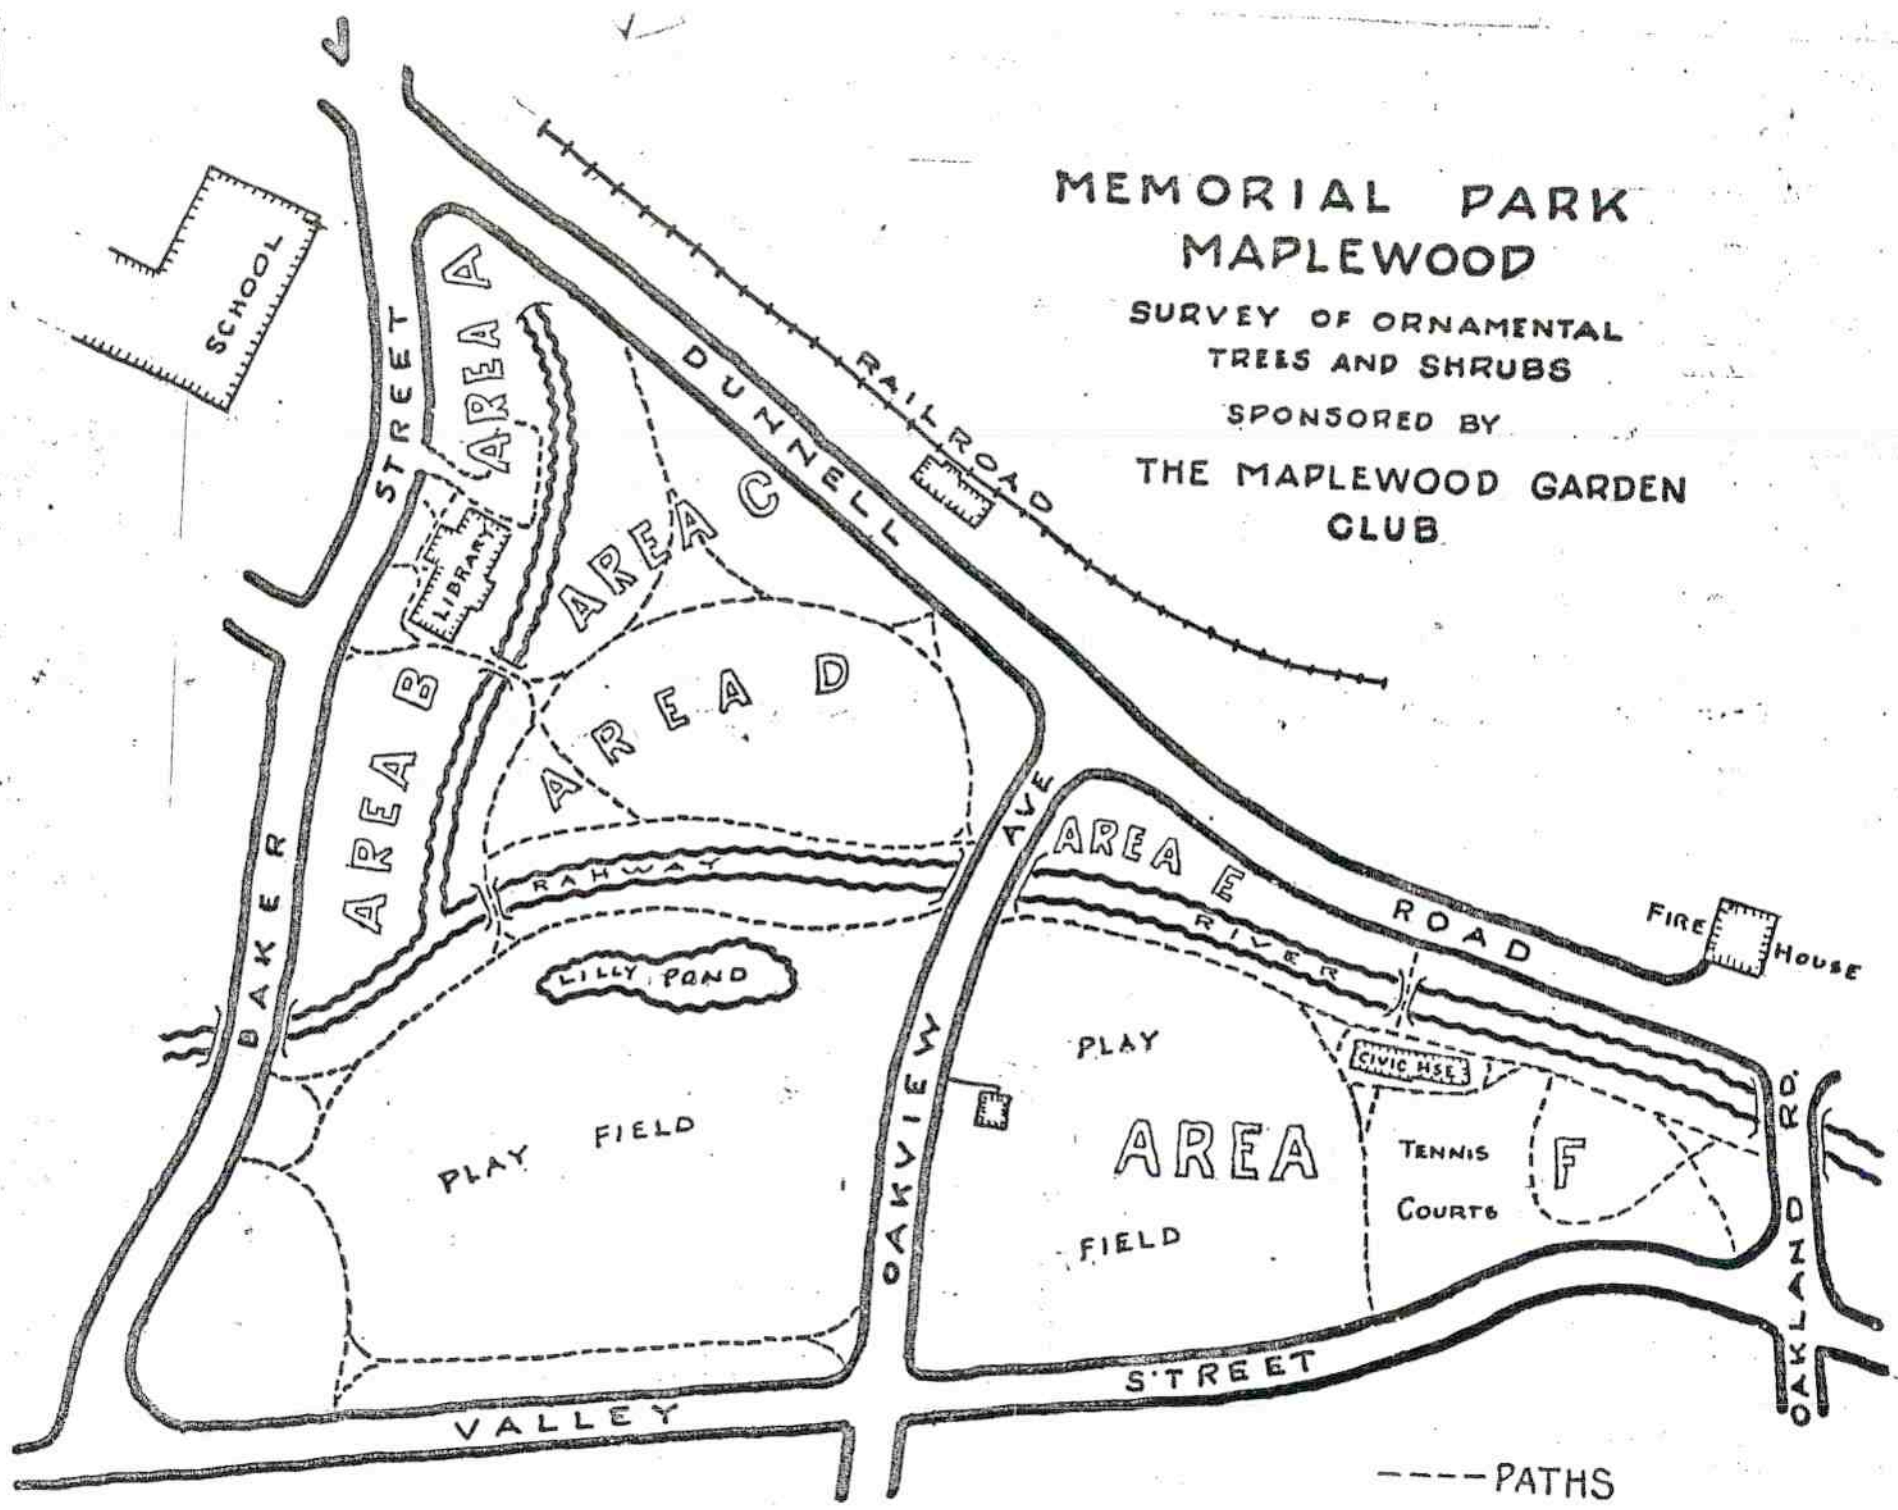 MEMORIAL PARK
MAPLEWOOD
SURVEY OF ORNAMENTAL
TREES AND SHRUBS
SPONSORED BY
THE MAPLEWOOD GARDEN
CLUB
SCHOOL
BAKER STREET
AREA A
DUNNELL ROAD
RAILROAD
LIBRARY
AREA C
AREA B
AREA D
OAKVIEW AVE
AREA E
RAHWAY RIVER
FIRE HOUSE
LILLY POND
PLAY FIELD
PLAY
FIELD
AREA F
CIVIC HSE
TENNIS
COURTS
OAKLAND RD.
VALLEY STREET
----PATHS